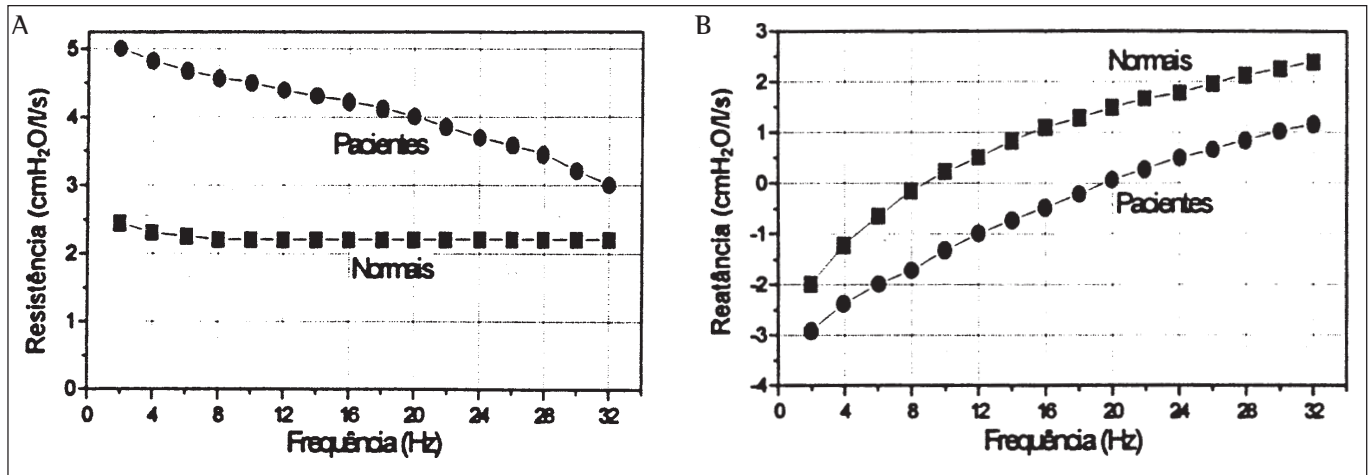 A
Resistência (cmH₂O/l/s)
5
4
3
2
1
0
Pacientes
Normais
0 4 8 12 16 20 24 28 32
Frequência (Hz)
B
Reatância (cmH₂O/l/s)
3
2
1
0
-1
-2
-3
-4
Normais
Pacientes
0 4 8 12 16 20 24 28 32
Frequência (Hz)